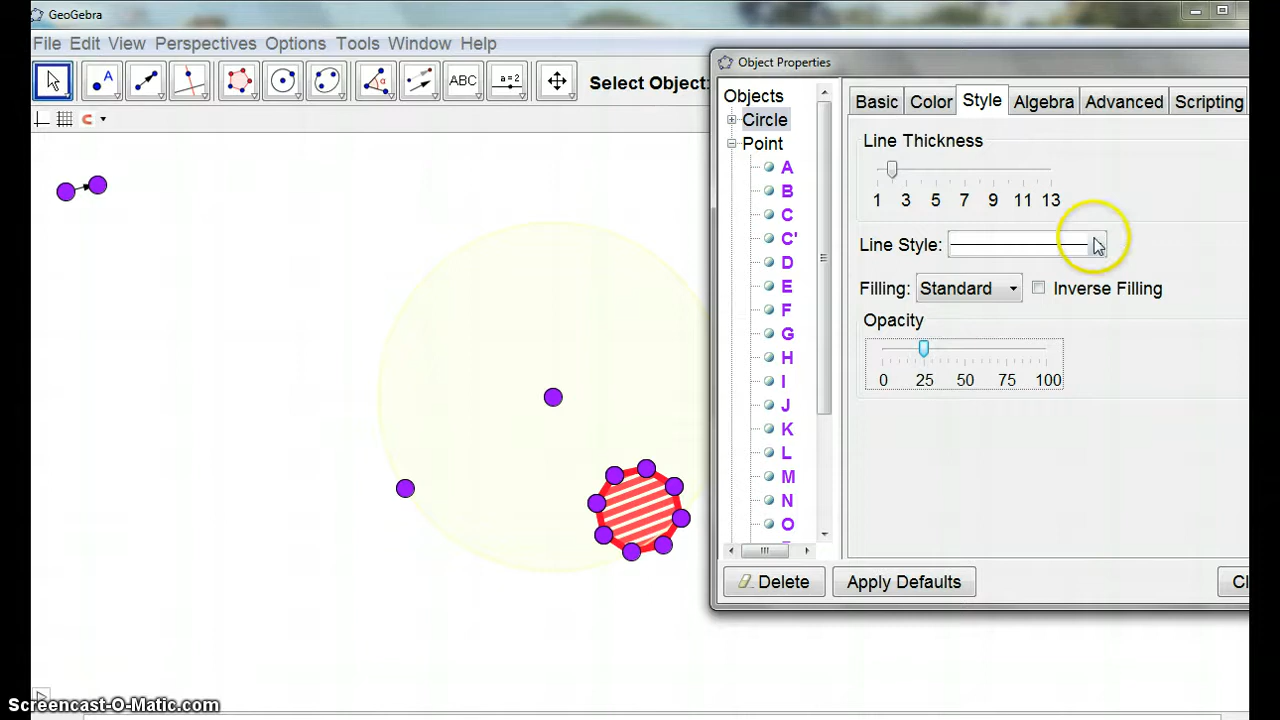 GeoGebra
File Edit View Perspectives Options Tools Window Help
A
ABC
a=2
Select Object:
Object Properties
Objects
Circle
Point
A
B
C
C'
D
E
F
G
H
I
J
K
L
M
N
O
Basic Color Style Algebra Advanced Scripting
Line Thickness
1 3 5 7 9 11 13
Line Style:
Filling: Standard Inverse Filling
Opacity
0 25 50 75 100
Delete Apply Defaults Cl
Screencast-O-Matic.com